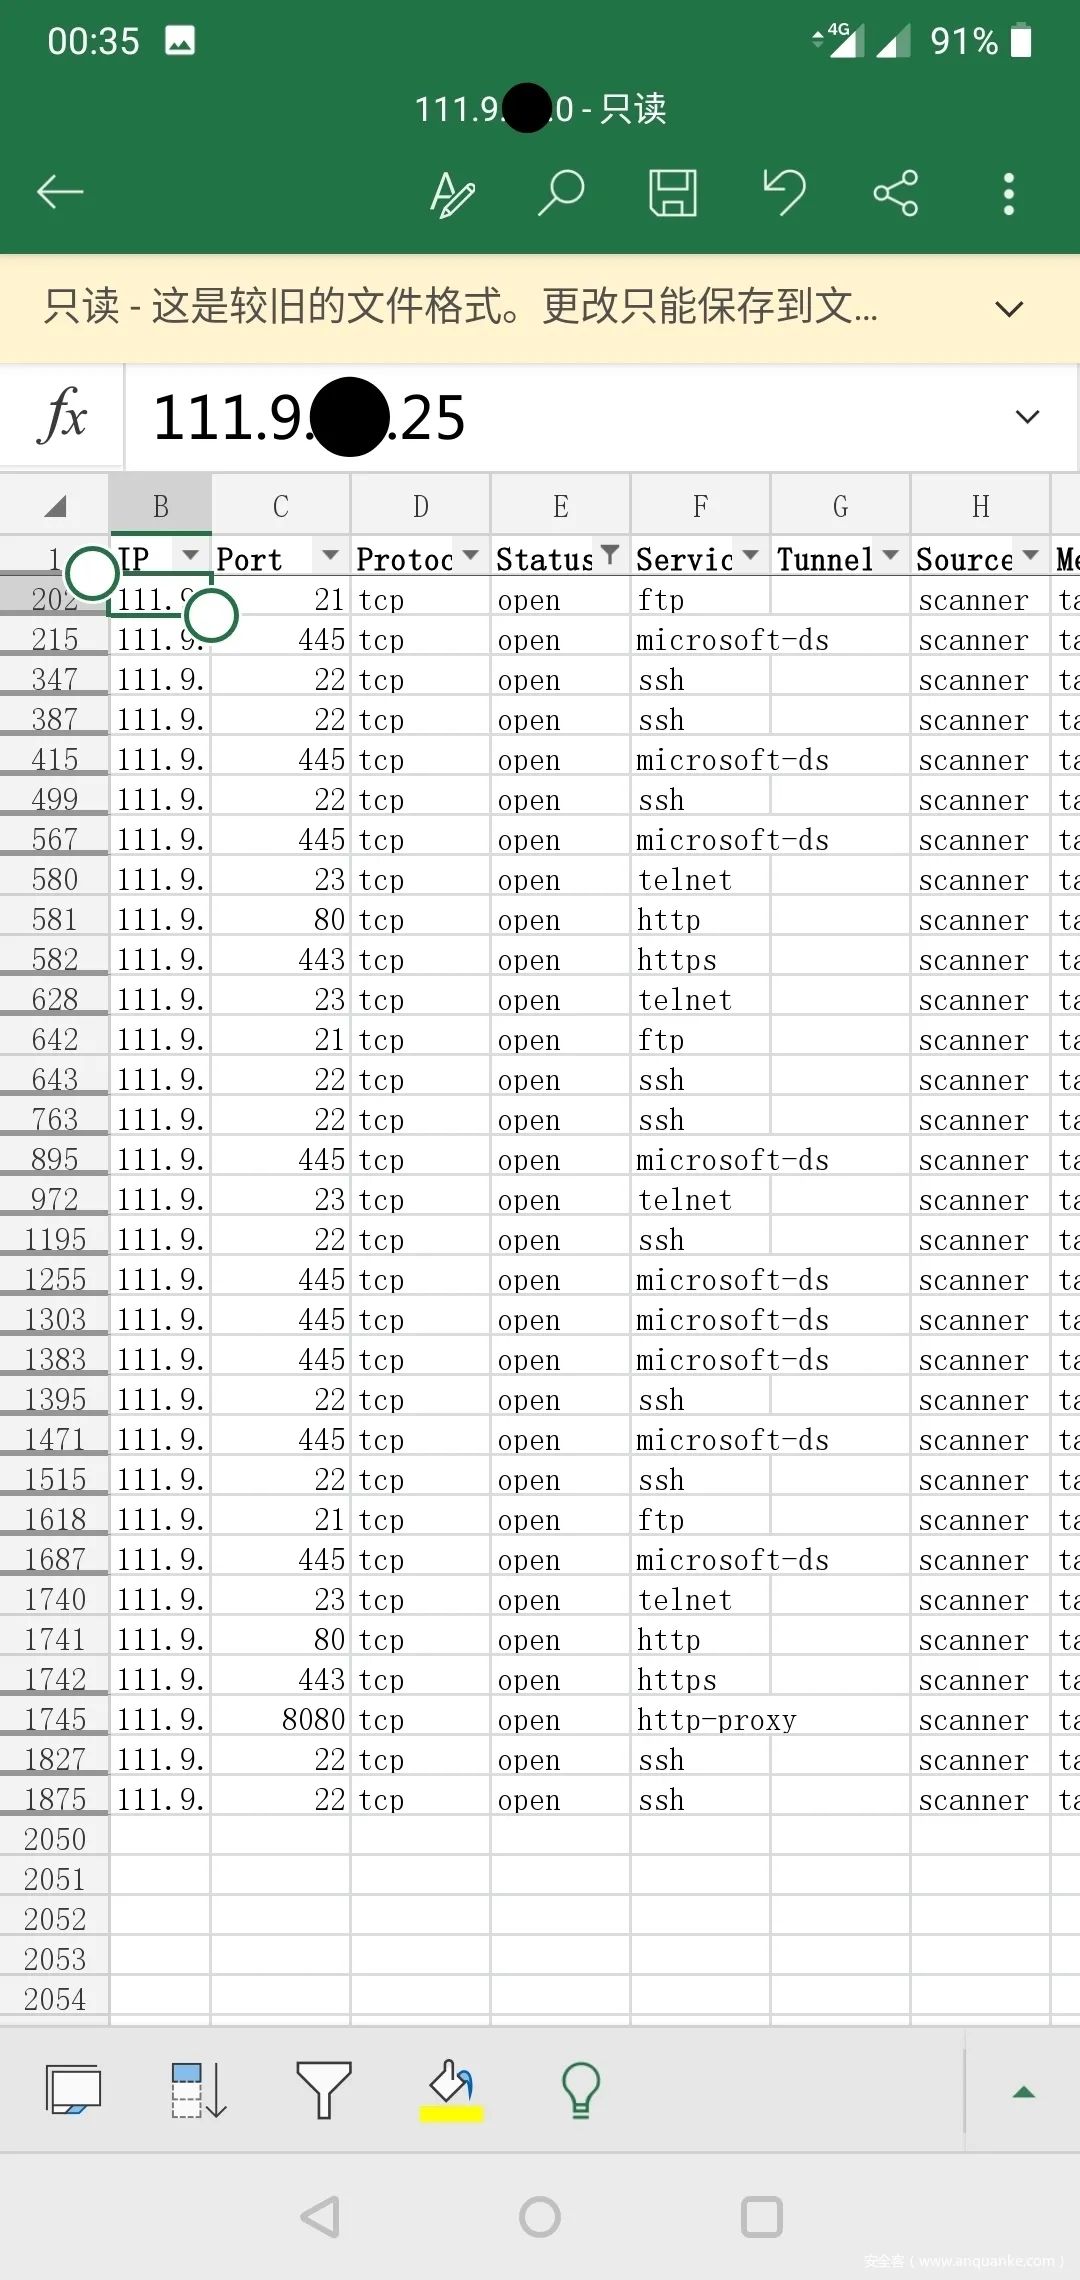 00:35 4G 91%
111.9. .0 - 只读
只读 - 这是较旧的文件格式。更改只能保存到文...
fx 111.9. .25
B C D E F G H
1 IP Port Protoc Status Servic Tunnel Source Me
202 111.9 21 tcp open ftp scanner ta
215 111.9. 445 tcp open microsoft-ds scanner ta
347 111.9. 22 tcp open ssh scanner ta
387 111.9. 22 tcp open ssh scanner ta
415 111.9. 445 tcp open microsoft-ds scanner ta
499 111.9. 22 tcp open ssh scanner ta
567 111.9. 445 tcp open microsoft-ds scanner ta
580 111.9. 23 tcp open telnet scanner ta
581 111.9. 80 tcp open http scanner ta
582 111.9. 443 tcp open https scanner ta
628 111.9. 23 tcp open telnet scanner ta
642 111.9. 21 tcp open ftp scanner ta
643 111.9. 22 tcp open ssh scanner ta
763 111.9. 22 tcp open ssh scanner ta
895 111.9. 445 tcp open microsoft-ds scanner ta
972 111.9. 23 tcp open telnet scanner ta
1195 111.9. 22 tcp open ssh scanner ta
1255 111.9. 445 tcp open microsoft-ds scanner ta
1303 111.9. 445 tcp open microsoft-ds scanner ta
1383 111.9. 445 tcp open microsoft-ds scanner ta
1395 111.9. 22 tcp open ssh scanner ta
1471 111.9. 445 tcp open microsoft-ds scanner ta
1515 111.9. 22 tcp open ssh scanner ta
1618 111.9. 21 tcp open ftp scanner ta
1687 111.9. 445 tcp open microsoft-ds scanner ta
1740 111.9. 23 tcp open telnet scanner ta
1741 111.9. 80 tcp open http scanner ta
1742 111.9. 443 tcp open https scanner ta
1745 111.9. 8080 tcp open http-proxy scanner ta
1827 111.9. 22 tcp open ssh scanner ta
1875 111.9. 22 tcp open ssh scanner ta
2050
2051
2052
2053
2054
安全客 ( www.anquanke.com )